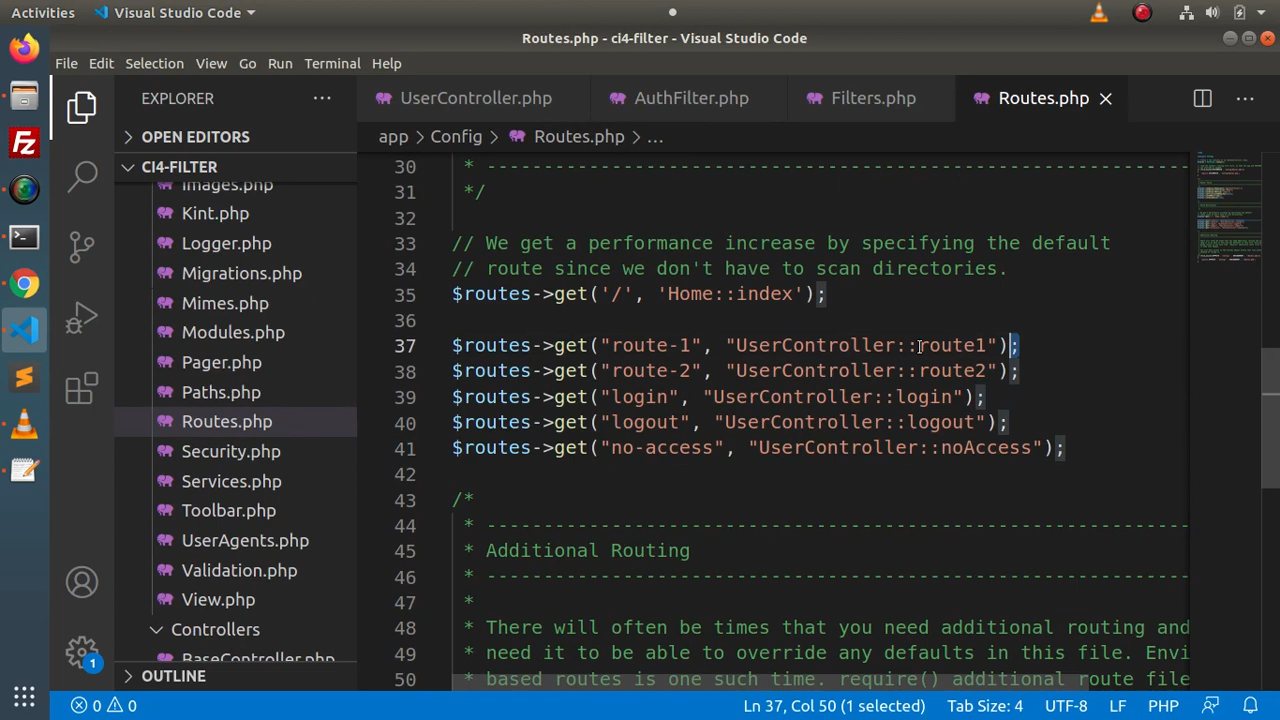 Activities Visual Studio Code
Routes.php - ci4-filter - Visual Studio Code
File Edit Selection View Go Run Terminal Help
EXPLORER
OPEN EDITORS
CI4-FILTER
Images.php
Kint.php
Logger.php
Migrations.php
Mimes.php
Modules.php
Pager.php
Paths.php
Routes.php
Security.php
Services.php
Toolbar.php
UserAgents.php
Validation.php
View.php
Controllers
BaseController.php
OUTLINE
UserController.php AuthFilter.php Filters.php Routes.php
app > Config > Routes.php > ...
30 * --------------------------------------------------------------
31 */
32
33 // We get a performance increase by specifying the default
34 // route since we don't have to scan directories.
35 $routes->get('/', 'Home::index');
36
37 $routes->get("route-1", "UserController::route1");
38 $routes->get("route-2", "UserController::route2");
39 $routes->get("login", "UserController::login");
40 $routes->get("logout", "UserController::logout");
41 $routes->get("no-access", "UserController::noAccess");
42
43 /*
44 * --------------------------------------------------------------
45 * Additional Routing
46 * --------------------------------------------------------------
47 *
48 * There will often be times that you need additional routing and
49 * need it to be able to override any defaults in this file. Envi
50 * based routes is one such time. require() additional route file
1
0 0 Ln 37, Col 50 (1 selected) Tab Size: 4 UTF-8 LF PHP